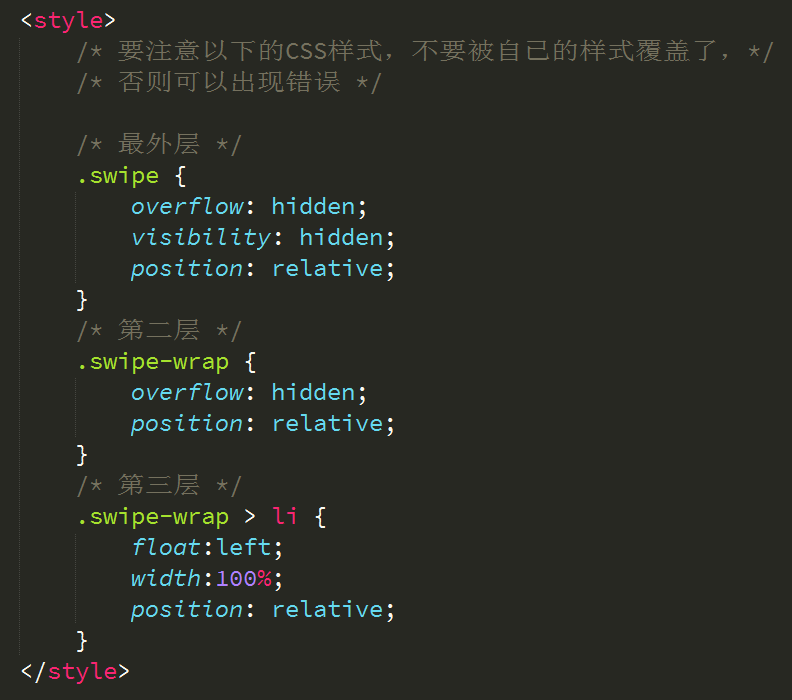 <style>
/* 要注意以下的CSS样式，不要被自己的样式覆盖了，*/
/* 否则可以出现错误 */
/* 最外层 */
.swipe {
overflow: hidden;
visibility: hidden;
position: relative;
}
/* 第二层 */
.swipe-wrap {
overflow: hidden;
position: relative;
}
/* 第三层 */
.swipe-wrap > li {
float:left;
width:100%;
position: relative;
}
</style>